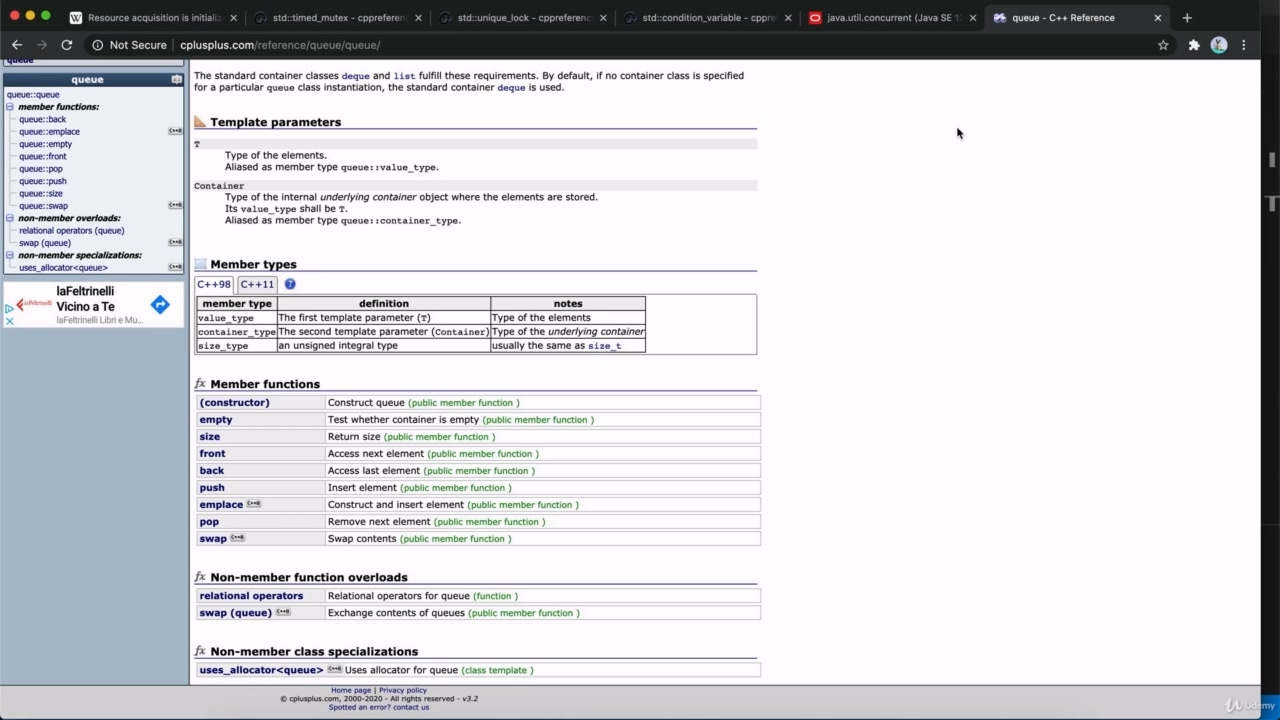 Resource acquisition is initializ
std::timed_mutex - cppreferen
std::unique_lock - cppreferenc
std::condition_variable - cppre
java.util.concurrent (Java SE 1
queue - C++ Reference
Not Secure
cplusplus.com/reference/queue/queue/
queue
queue
queue::queue
member functions:
queue::back
queue::emplace
queue::empty
queue::front
queue::pop
queue::push
queue::size
queue::swap
non-member overloads:
relational operators (queue)
swap (queue)
non-member specializations:
uses_allocator<queue>
laFeltrinelli
Vicino a Te
laFeltrinelli Libri e Mu...
The standard container classes deque and list fulfill these requirements. By default, if no container class is specified
for a particular queue class instantiation, the standard container deque is used.
Template parameters
T
Type of the elements.
Aliased as member type queue::value_type.
Container
Type of the internal underlying container object where the elements are stored.
Its value_type shall be T.
Aliased as member type queue::container_type.
Member types
C++98 C++11 ?
member type definition notes
value_type The first template parameter (T) Type of the elements
container_type The second template parameter (Container) Type of the underlying container
size_type an unsigned integral type usually the same as size_t
Member functions
(constructor) Construct queue (public member function )
empty Test whether container is empty (public member function )
size Return size (public member function )
front Access next element (public member function )
back Access last element (public member function )
push Insert element (public member function )
emplace Construct and insert element (public member function )
pop Remove next element (public member function )
swap Swap contents (public member function )
Non-member function overloads
relational operators Relational operators for queue (function )
swap (queue) Exchange contents of queues (public member function )
Non-member class specializations
uses_allocator<queue> Uses allocator for queue (class template )
Home page | Privacy policy
© cplusplus.com, 2000-2020 - All rights reserved - v3.2
Spotted an error? contact us
Udemy